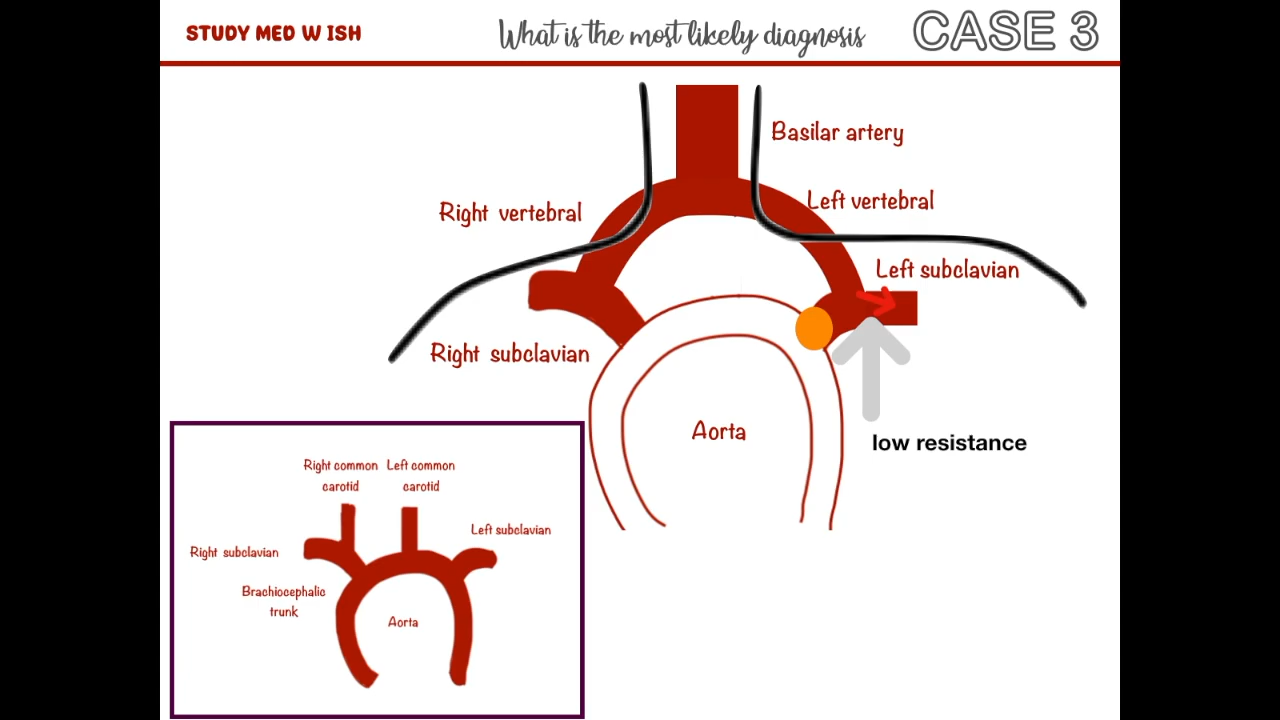 STUDY MED W ISH
What is the most likely diagnosis
CASE 3
Basilar artery
Right vertebral
Left vertebral
Left subclavian
Right subclavian
Aorta
low resistance
Right common
carotid
Left common
carotid
Left subclavian
Right subclavian
Brachiocephalic
trunk
Aorta